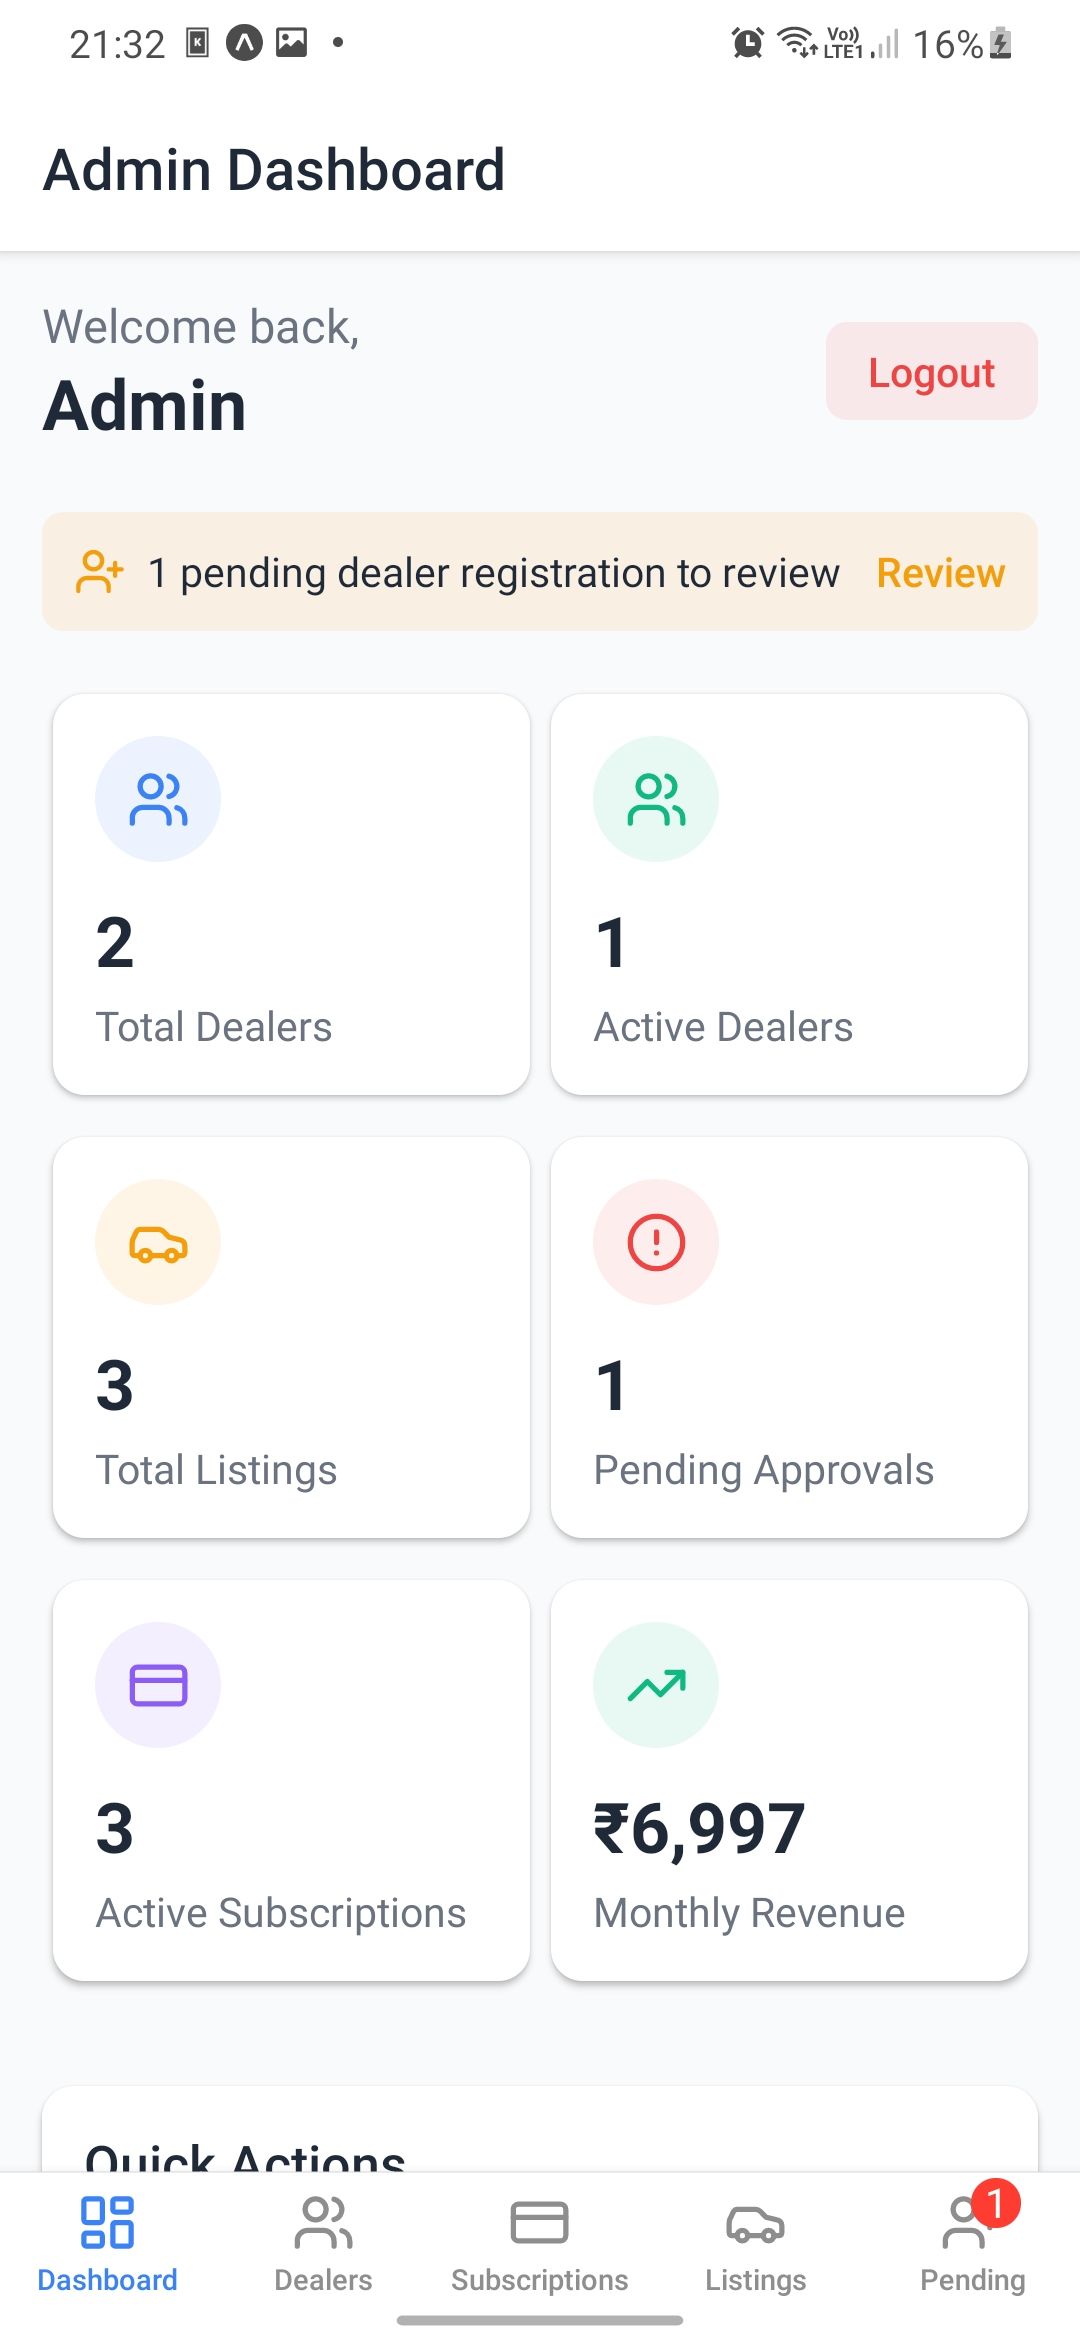 21:32
Vo))
LTE1
16%
Admin Dashboard
Welcome back,
Admin
Logout
1 pending dealer registration to review
Review
2
Total Dealers
1
Active Dealers
3
Total Listings
1
Pending Approvals
3
Active Subscriptions
₹6,997
Monthly Revenue
Quick Actions
1
Dashboard
Dealers
Subscriptions
Listings
Pending